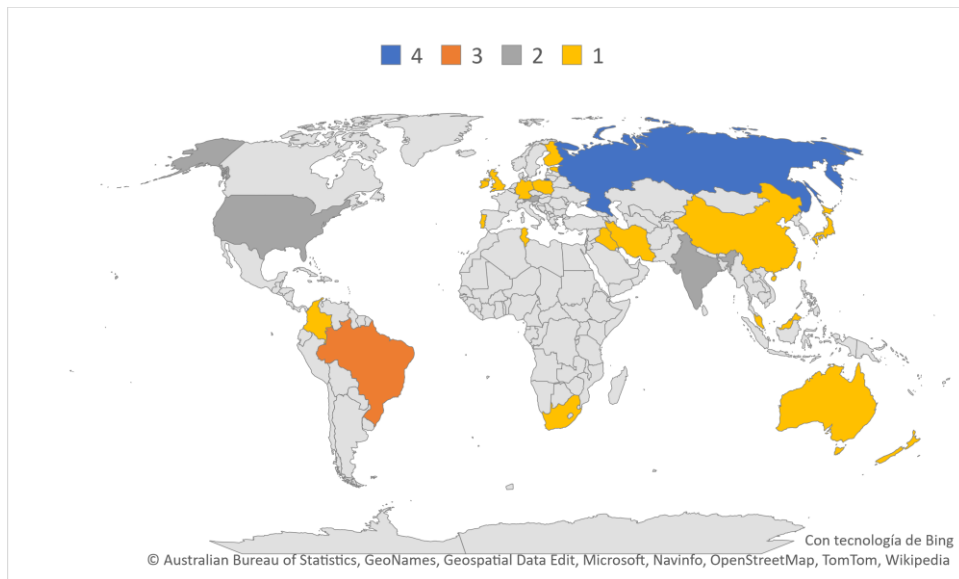 4 3 2 1
Con tecnología de Bing
© Australian Bureau of Statistics, GeoNames, Geospatial Data Edit, Microsoft, Navinfo, OpenStreetMap, TomTom, Wikipedia